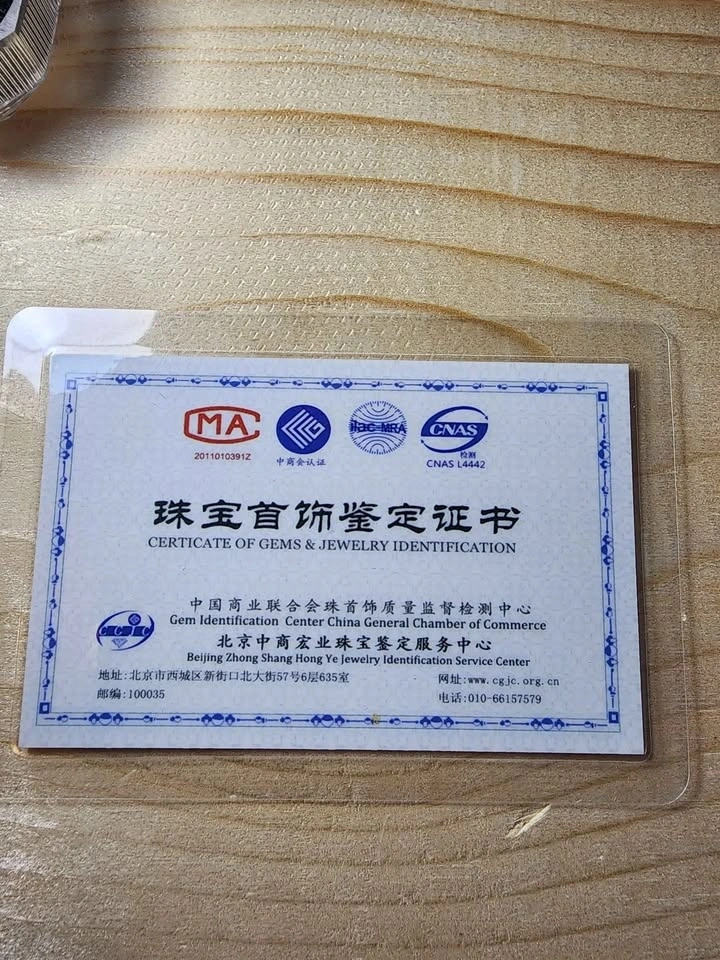 MA
ilac-MRA
CNAS
2011010391Z
中商会认证
检测
CNAS L4442
珠宝首饰鉴定证书
CERTICATE OF GEMS & JEWELRY IDENTIFICATION
中国商业联合会珠首饰质量监督检测中心
Gem Identification Center China General Chamber of Commerce
北京中商宏业珠宝鉴定服务中心
Beijing Zhong Shang Hong Ye Jewelry Identification Service Center
地址:北京市西城区新街口北大街57号6层635室
网址:www.cgjc.org.cn
邮编:100035
电话:010-66157579